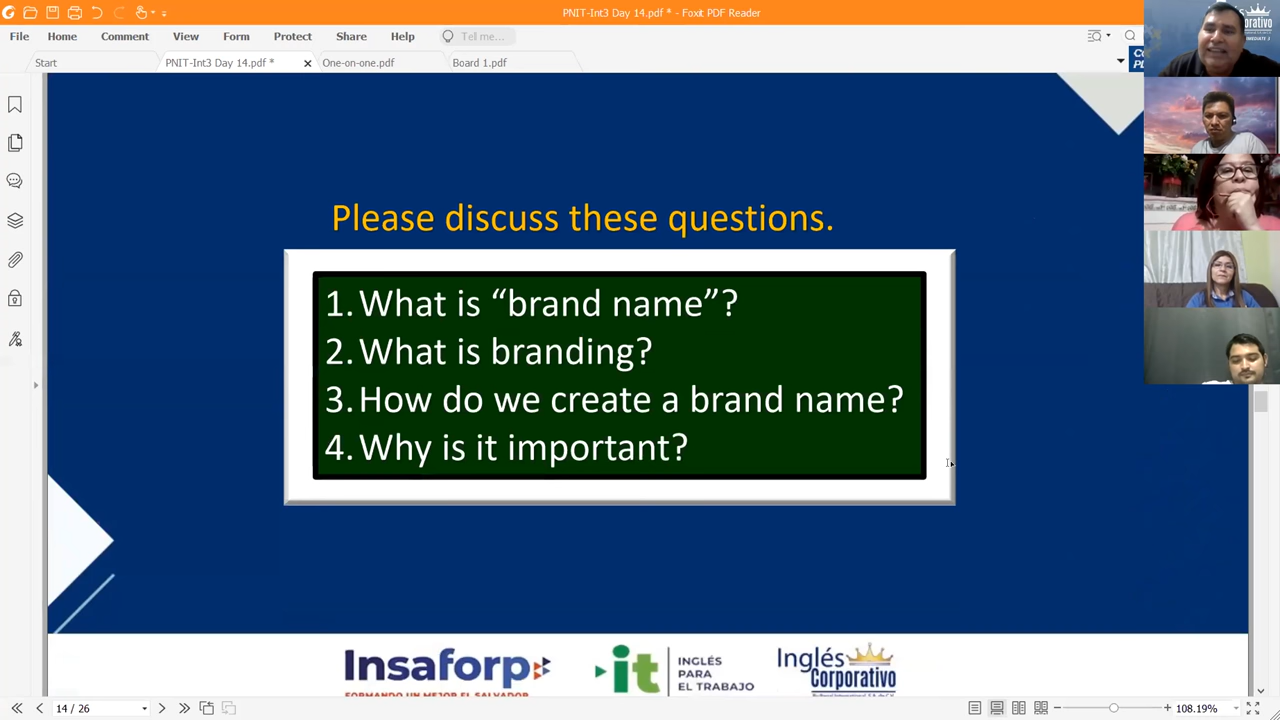 PNIT-Int3 Day 14.pdf * - Foxit PDF Reader
File Home Comment View Form Protect Share Help Tell me...
Start PNIT-Int3 Day 14.pdf * One-on-one.pdf Board 1.pdf
Please discuss these questions.
1. What is “brand name”?
2. What is branding?
3. How do we create a brand name?
4. Why is it important?
Insaforp
FORMANDO UN MEJOR EL SALVADOR
it
INGLÉS
PARA
EL TRABAJO
Inglés
Corporativo
14 / 26
108.19%